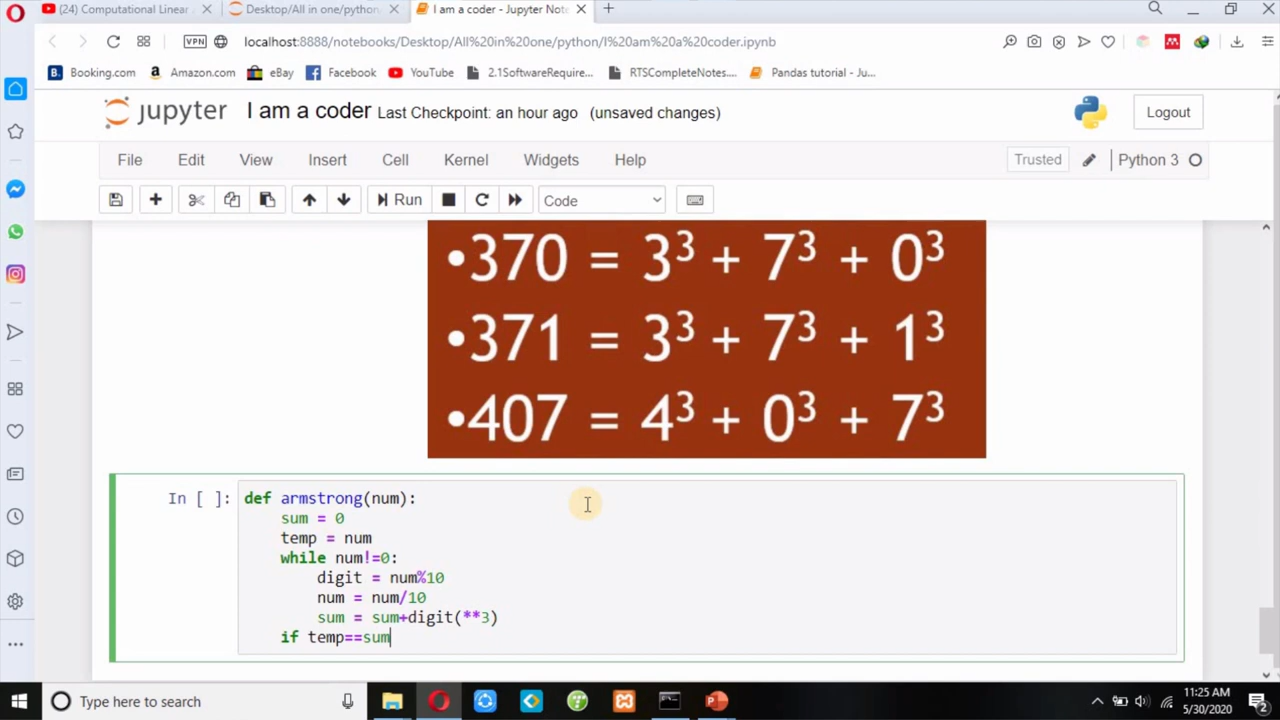 (24) Computational Linear
Desktop/All in one/python
I am a coder - Jupyter Not
VPN
localhost:8888/notebooks/Desktop/All%20in%20one/python/I%20am%20a%20coder.ipynb
B. Booking.com
a Amazon.com
eBay
Facebook
YouTube
2.1SoftwareRequire...
RTSCompleteNotes....
Pandas tutorial - Ju...
jupyter I am a coder Last Checkpoint: an hour ago (unsaved changes)
Logout
File Edit View Insert Cell Kernel Widgets Help
Trusted
Python 3
Run
Code
•370 = 3³ + 7³ + 0³
•371 = 3³ + 7³ + 1³
•407 = 4³ + 0³ + 7³
In [ ]: def armstrong(num):
    sum = 0
    temp = num
    while num!=0:
        digit = num%10
        num = num/10
        sum = sum+digit(**3)
    if temp==sum
Type here to search
11:25 AM
5/30/2020
2